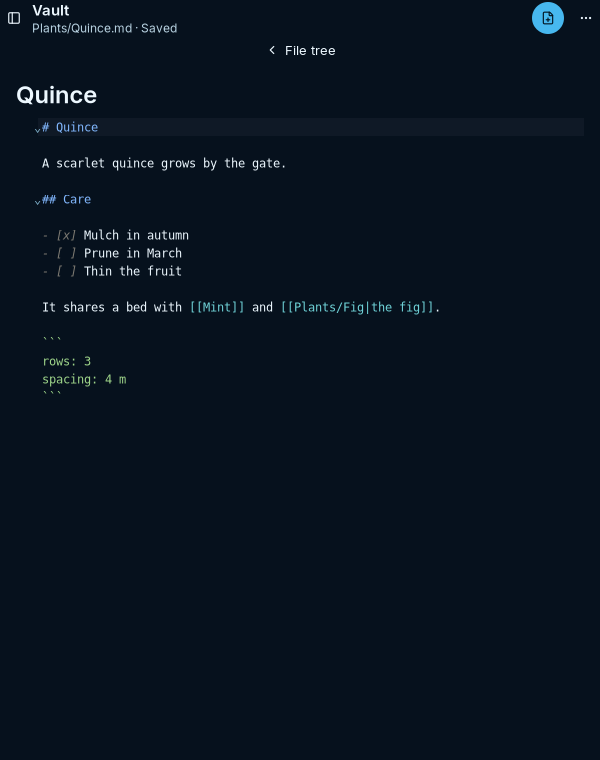 Vault
Plants/Quince.md · Saved
File tree
Quince
# Quince
A scarlet quince grows by the gate.
## Care
- [x] Mulch in autumn
- [ ] Prune in March
- [ ] Thin the fruit
It shares a bed with [[Mint]] and [[Plants/Fig|the fig]].
```
rows: 3
spacing: 4 m
```